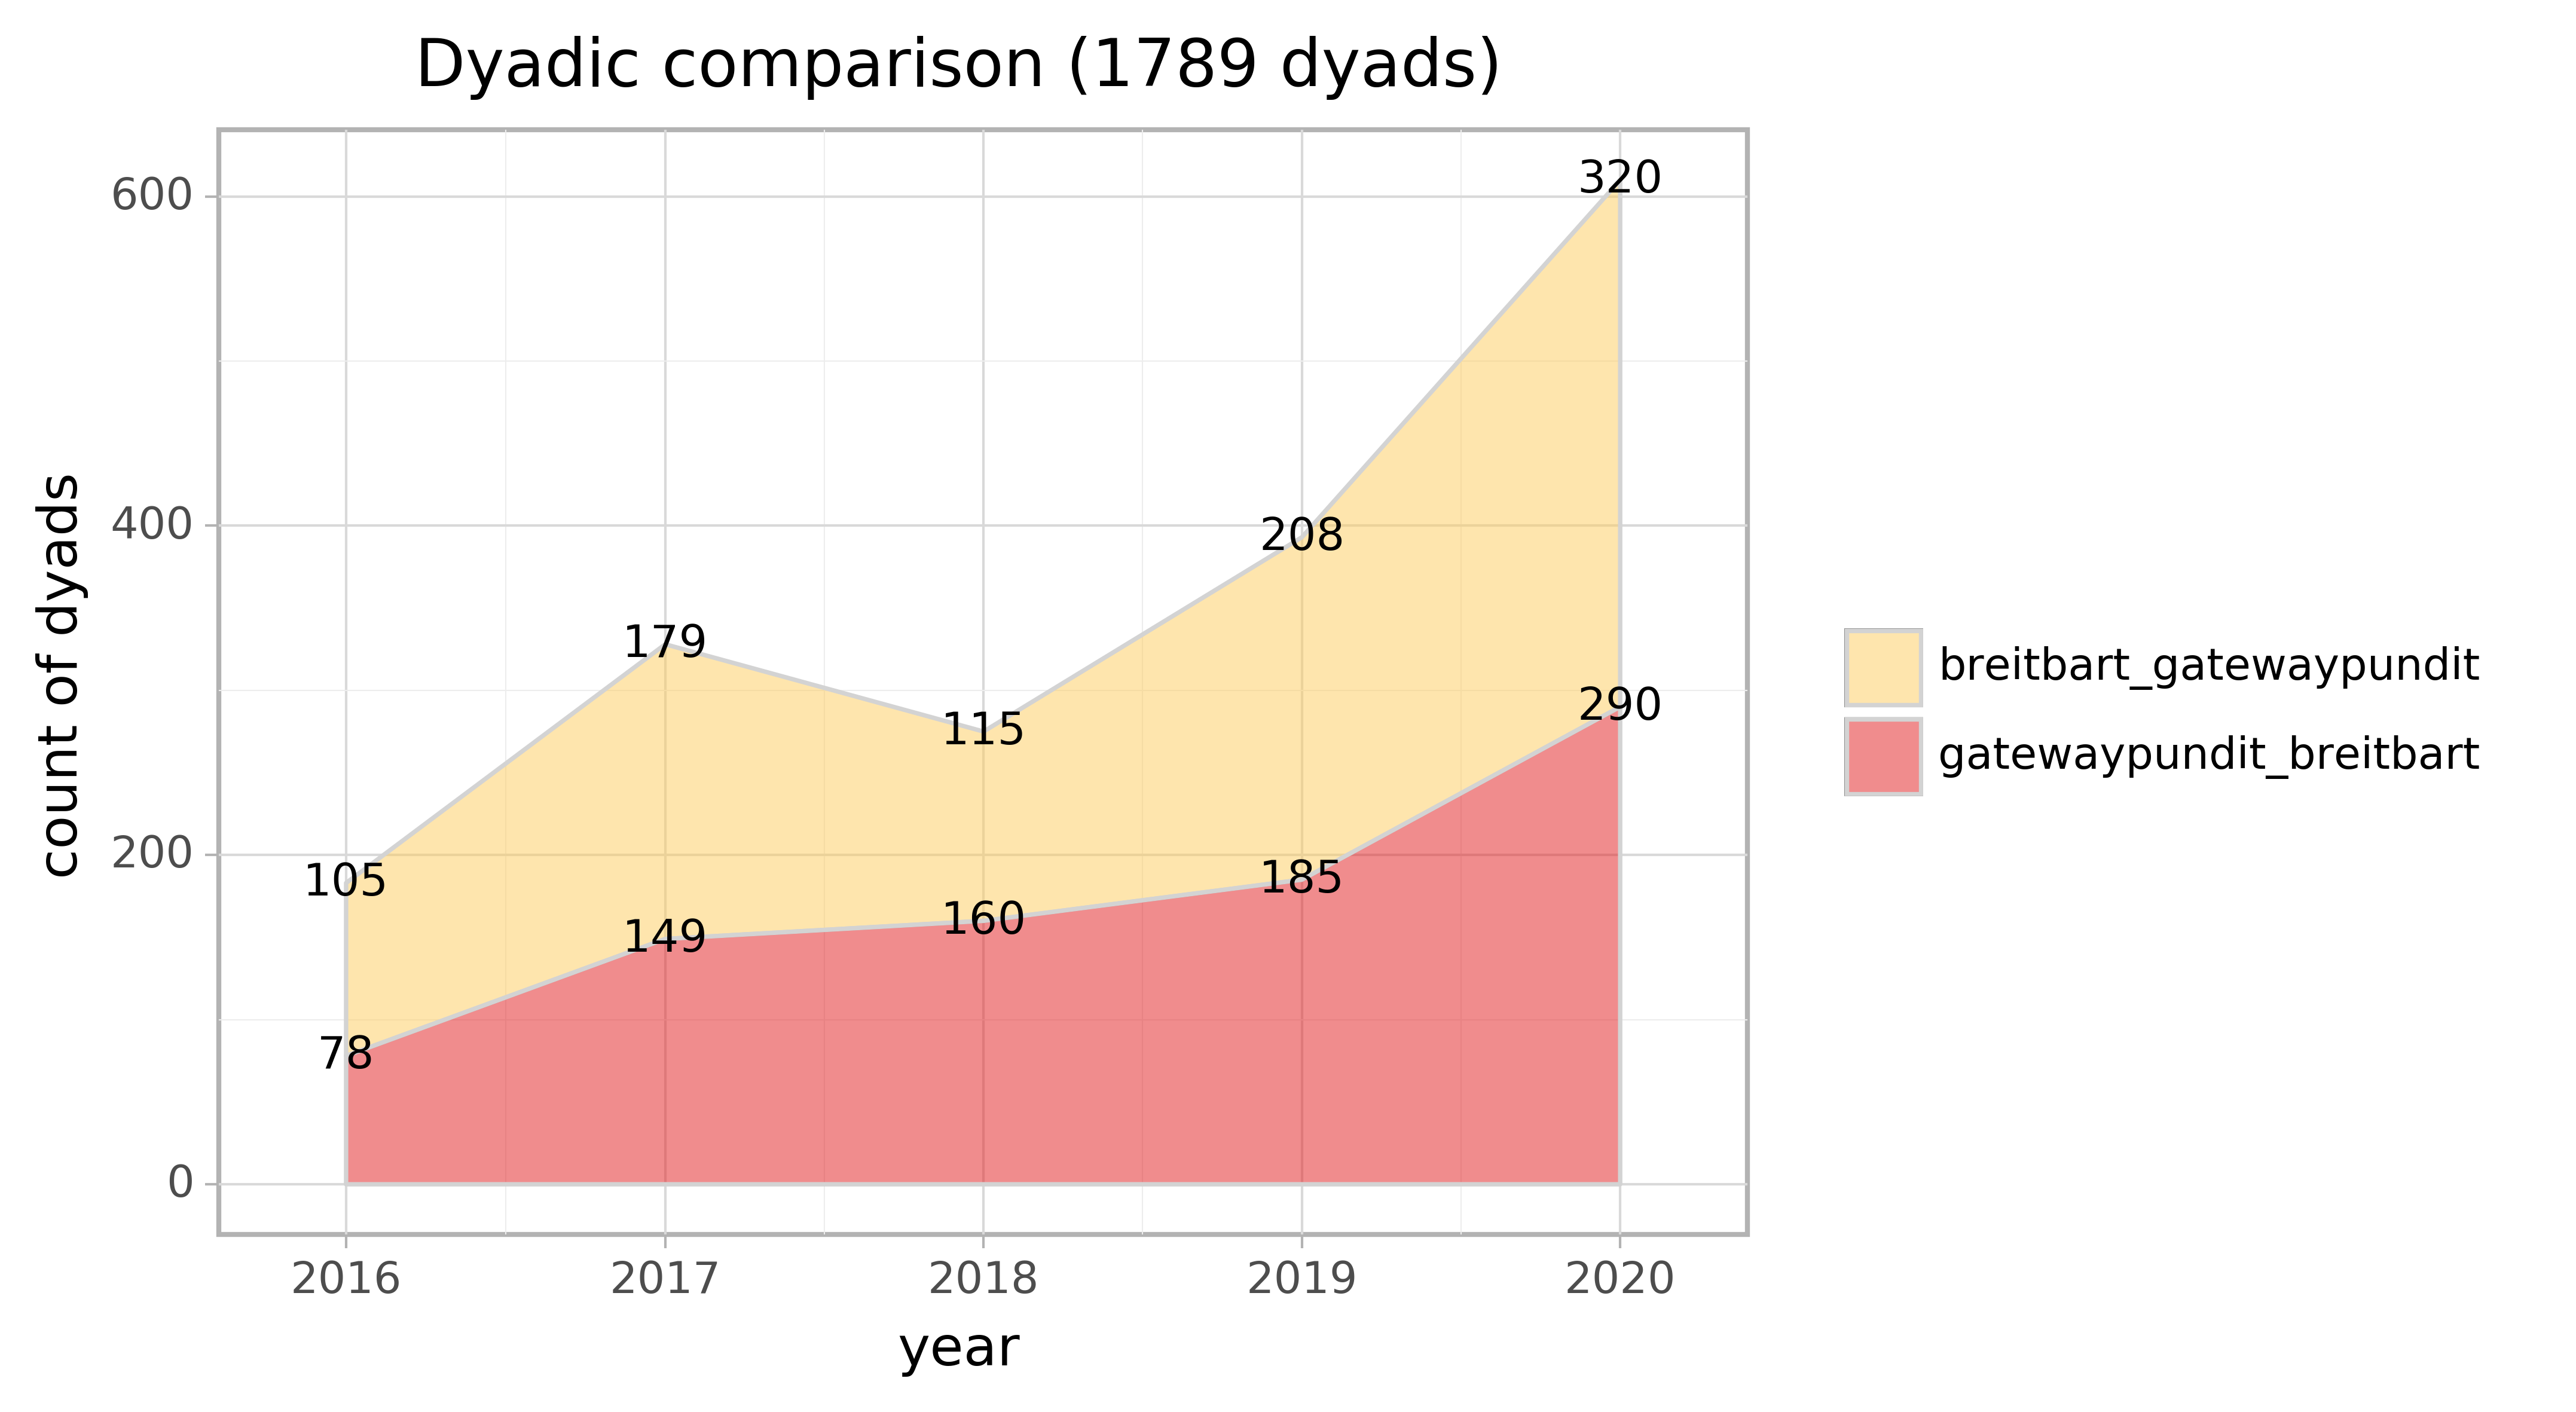 Dyadic comparison (1789 dyads)
count of dyads
600
400
200
0
320
208
179
115
105
290
185
160
149
78
2016 2017 2018 2019 2020
year
breitbart_gatewaypundit
gatewaypundit_breitbart